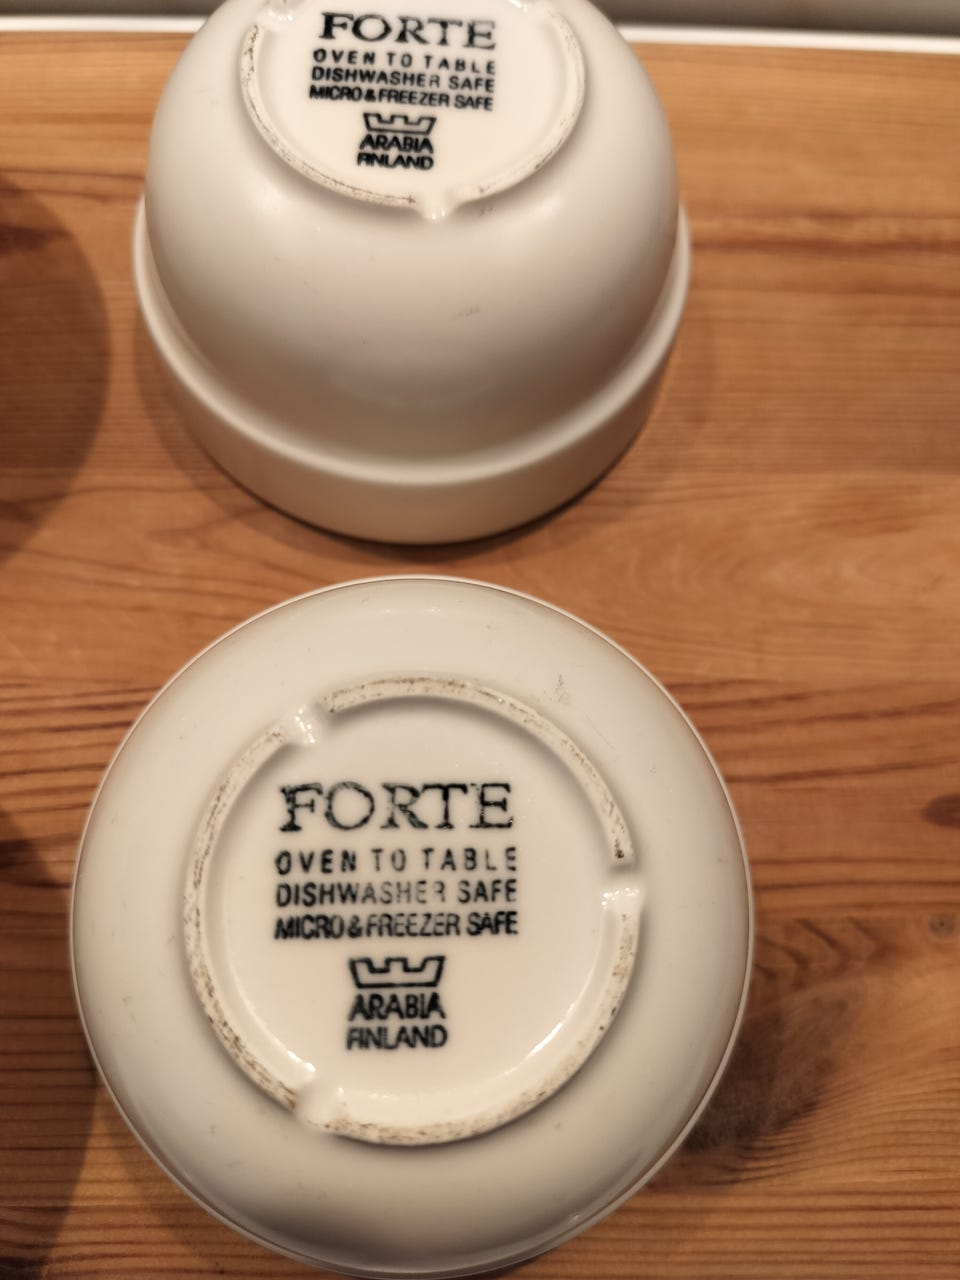 FORTE
OVEN TO TABLE
DISHWASHER SAFE
MICRO & FREEZER SAFE
ARABIA
FINLAND
FORTE
OVEN TO TABLE
DISHWASHER SAFE
MICRO & FREEZER SAFE
ARABIA
FINLAND